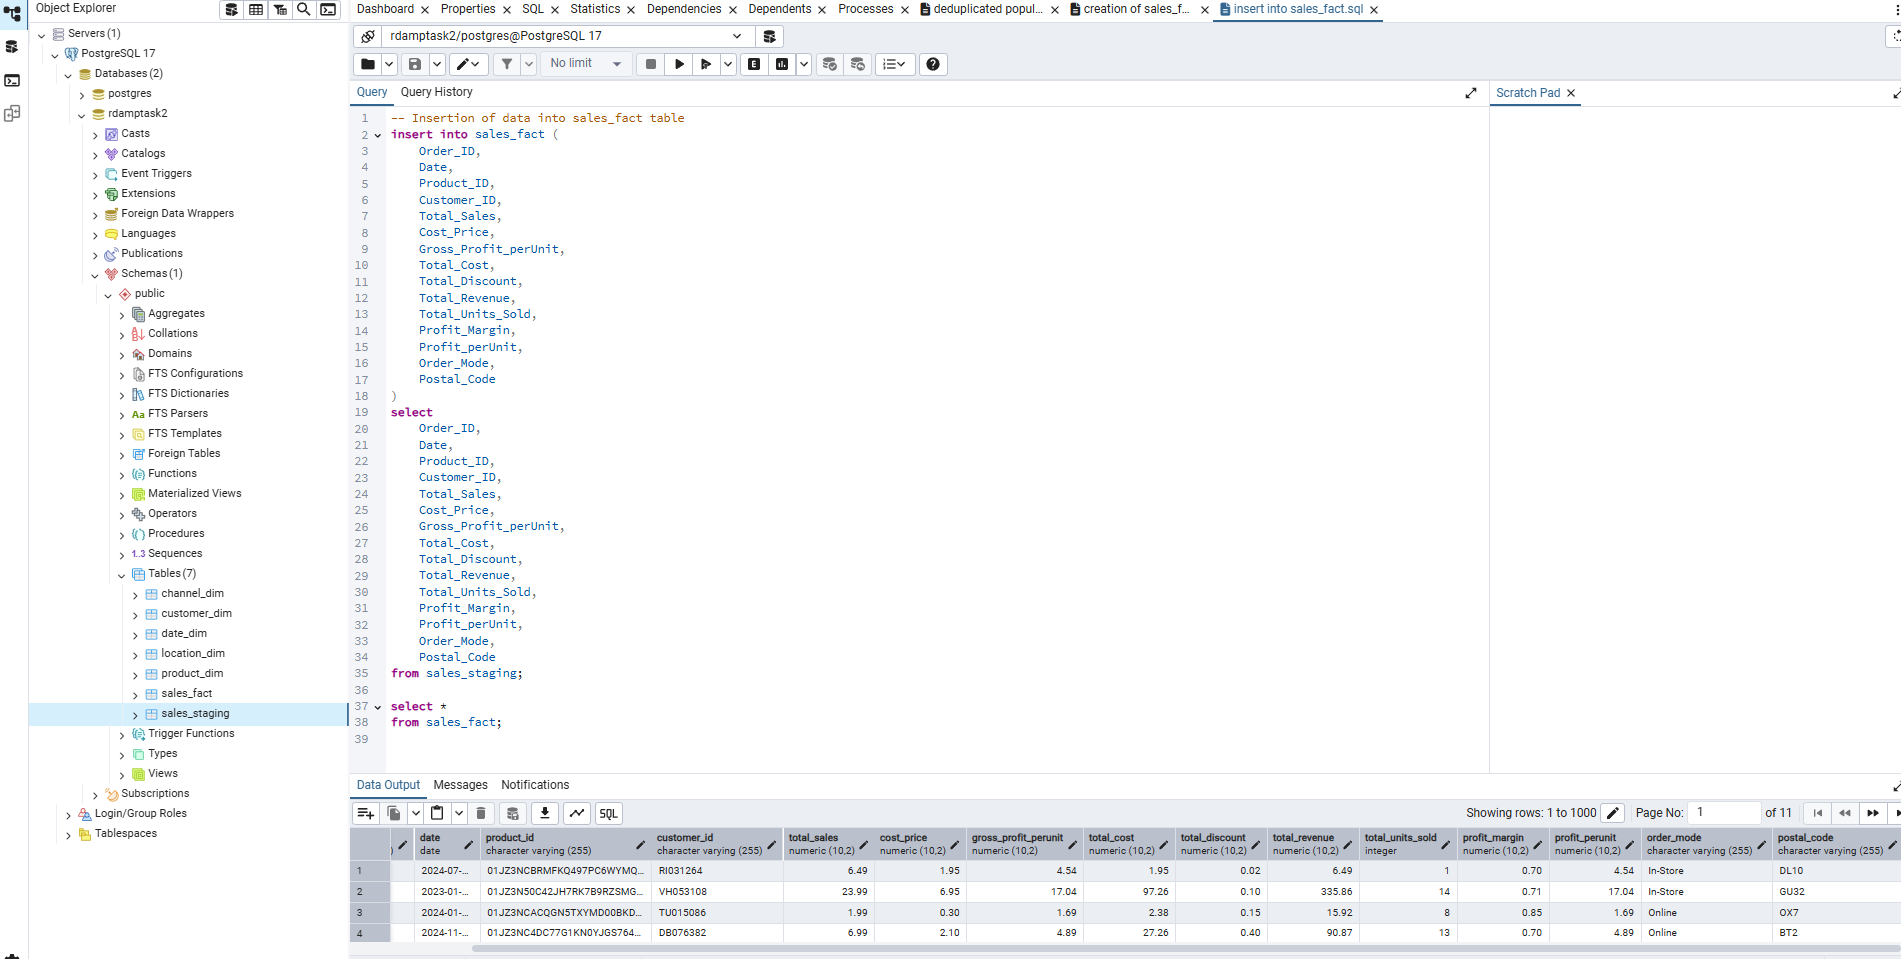 Object Explorer
Servers (1)
PostgreSQL 17
Databases (2)
postgres
rdamptask2
Casts
Catalogs
Event Triggers
Extensions
Foreign Data Wrappers
Languages
Publications
Schemas (1)
public
Aggregates
Collations
Domains
FTS Configurations
FTS Dictionaries
Aa FTS Parsers
FTS Templates
Foreign Tables
Functions
Materialized Views
Operators
Procedures
1..3 Sequences
Tables (7)
channel_dim
customer_dim
date_dim
location_dim
product_dim
sales_fact
sales_staging
Trigger Functions
Types
Views
Subscriptions
Login/Group Roles
Tablespaces
Dashboard Properties SQL Statistics Dependencies Dependents Processes deduplicated popul... creation of sales_f... insert into sales_fact.sql
rdamptask2/postgres@PostgreSQL 17
No limit E
Query Query History
Scratch Pad
1 -- Insertion of data into sales_fact table
2 insert into sales_fact (
3 Order_ID,
4 Date,
5 Product_ID,
6 Customer_ID,
7 Total_Sales,
8 Cost_Price,
9 Gross_Profit_perUnit,
10 Total_Cost,
11 Total_Discount,
12 Total_Revenue,
13 Total_Units_Sold,
14 Profit_Margin,
15 Profit_perUnit,
16 Order_Mode,
17 Postal_Code
18 )
19 select
20 Order_ID,
21 Date,
22 Product_ID,
23 Customer_ID,
24 Total_Sales,
25 Cost_Price,
26 Gross_Profit_perUnit,
27 Total_Cost,
28 Total_Discount,
29 Total_Revenue,
30 Total_Units_Sold,
31 Profit_Margin,
32 Profit_perUnit,
33 Order_Mode,
34 Postal_Code
35 from sales_staging;
36
37 select *
38 from sales_fact;
39
Data Output Messages Notifications
SQL Showing rows: 1 to 1000 Page No: 1 of 11
date product_id customer_id total_sales cost_price gross_profit_perunit total_cost total_discount total_revenue total_units_sold profit_margin profit_perunit order_mode postal_code
) date character varying (255) character varying (255) numeric (10,2) numeric (10,2) numeric (10,2) numeric (10,2) numeric (10,2) numeric (10,2) integer numeric (10,2) numeric (10,2) character varying (255) character varying (255)
1 2024-07-... 01JZ3NCBRMFKQ497PC6WYMQ... RI031264 6.49 1.95 4.54 1.95 0.02 6.49 1 0.70 4.54 In-Store DL10
2 2023-01-... 01JZ3N50C42JH7RK7B9RZSMG... VH053108 23.99 6.95 17.04 97.26 0.10 335.86 14 0.71 17.04 In-Store GU32
3 2024-01-... 01JZ3NCACQGN5TXYMD00BKD... TU015086 1.99 0.30 1.69 2.38 0.15 15.92 8 0.85 1.69 Online OX7
4 2024-11-... 01JZ3NC4DC77G1KN0YJGS764... DB076382 6.99 2.10 4.89 27.26 0.40 90.87 13 0.70 4.89 Online BT2